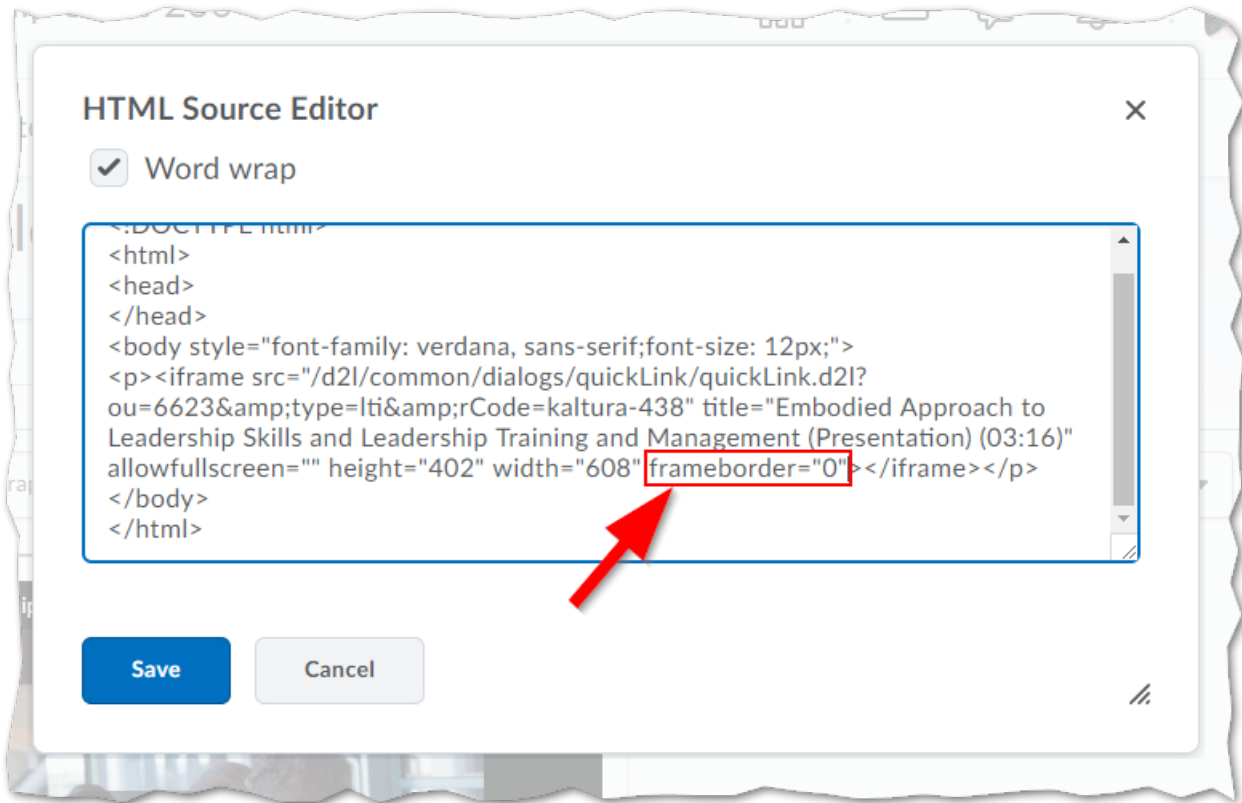 HTML Source Editor
Word wrap
<!DOCTYPE html>
<html>
<head>
</head>
<body style="font-family: verdana, sans-serif;font-size: 12px;">
<p><iframe src="/d2l/common/dialogs/quickLink/quickLink.d2l?
ou=6623&amp;type=lti&amp;rCode=kaltura-438" title="Embodied Approach to
Leadership Skills and Leadership Training and Management (Presentation) (03:16)"
allowfullscreen="" height="402" width="608" frameborder="0"></iframe></p>
</body>
</html>
Save
Cancel